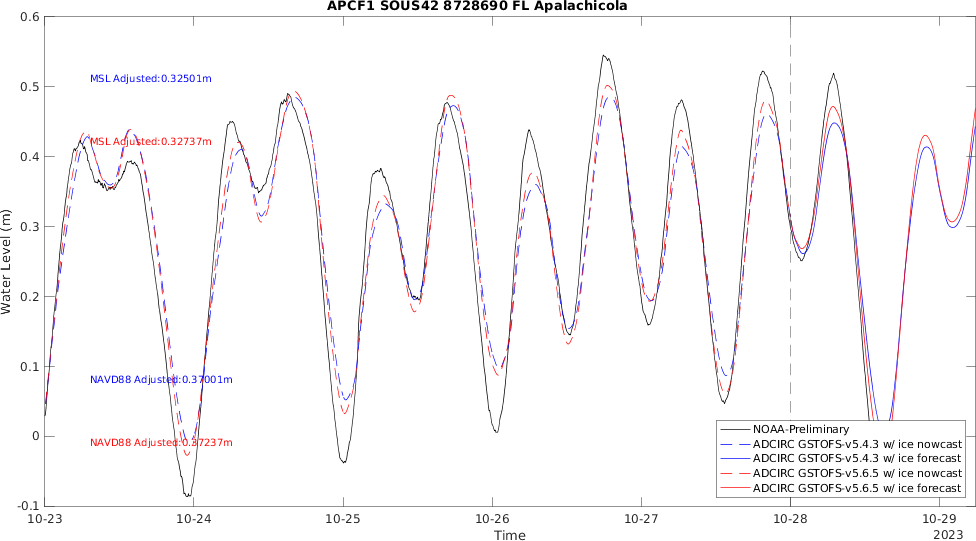 APCF1 SOUS42 8728690 FL Apalachicola
0.6
0.5
0.4
0.3
0.2
0.1
0
-0.1
Water Level (m)
MSL Adjusted:0.32501m
MSL Adjusted:0.32737m
NAVD88 Adjusted:0.37001m
NAVD88 Adjusted:0.37237m
NOAA-Preliminary
ADCIRC GSTOFS-v5.4.3 w/ ice nowcast
ADCIRC GSTOFS-v5.4.3 w/ ice forecast
ADCIRC GSTOFS-v5.6.5 w/ ice nowcast
ADCIRC GSTOFS-v5.6.5 w/ ice forecast
10-23 10-24 10-25 10-26 10-27 10-28 10-29
Time
2023